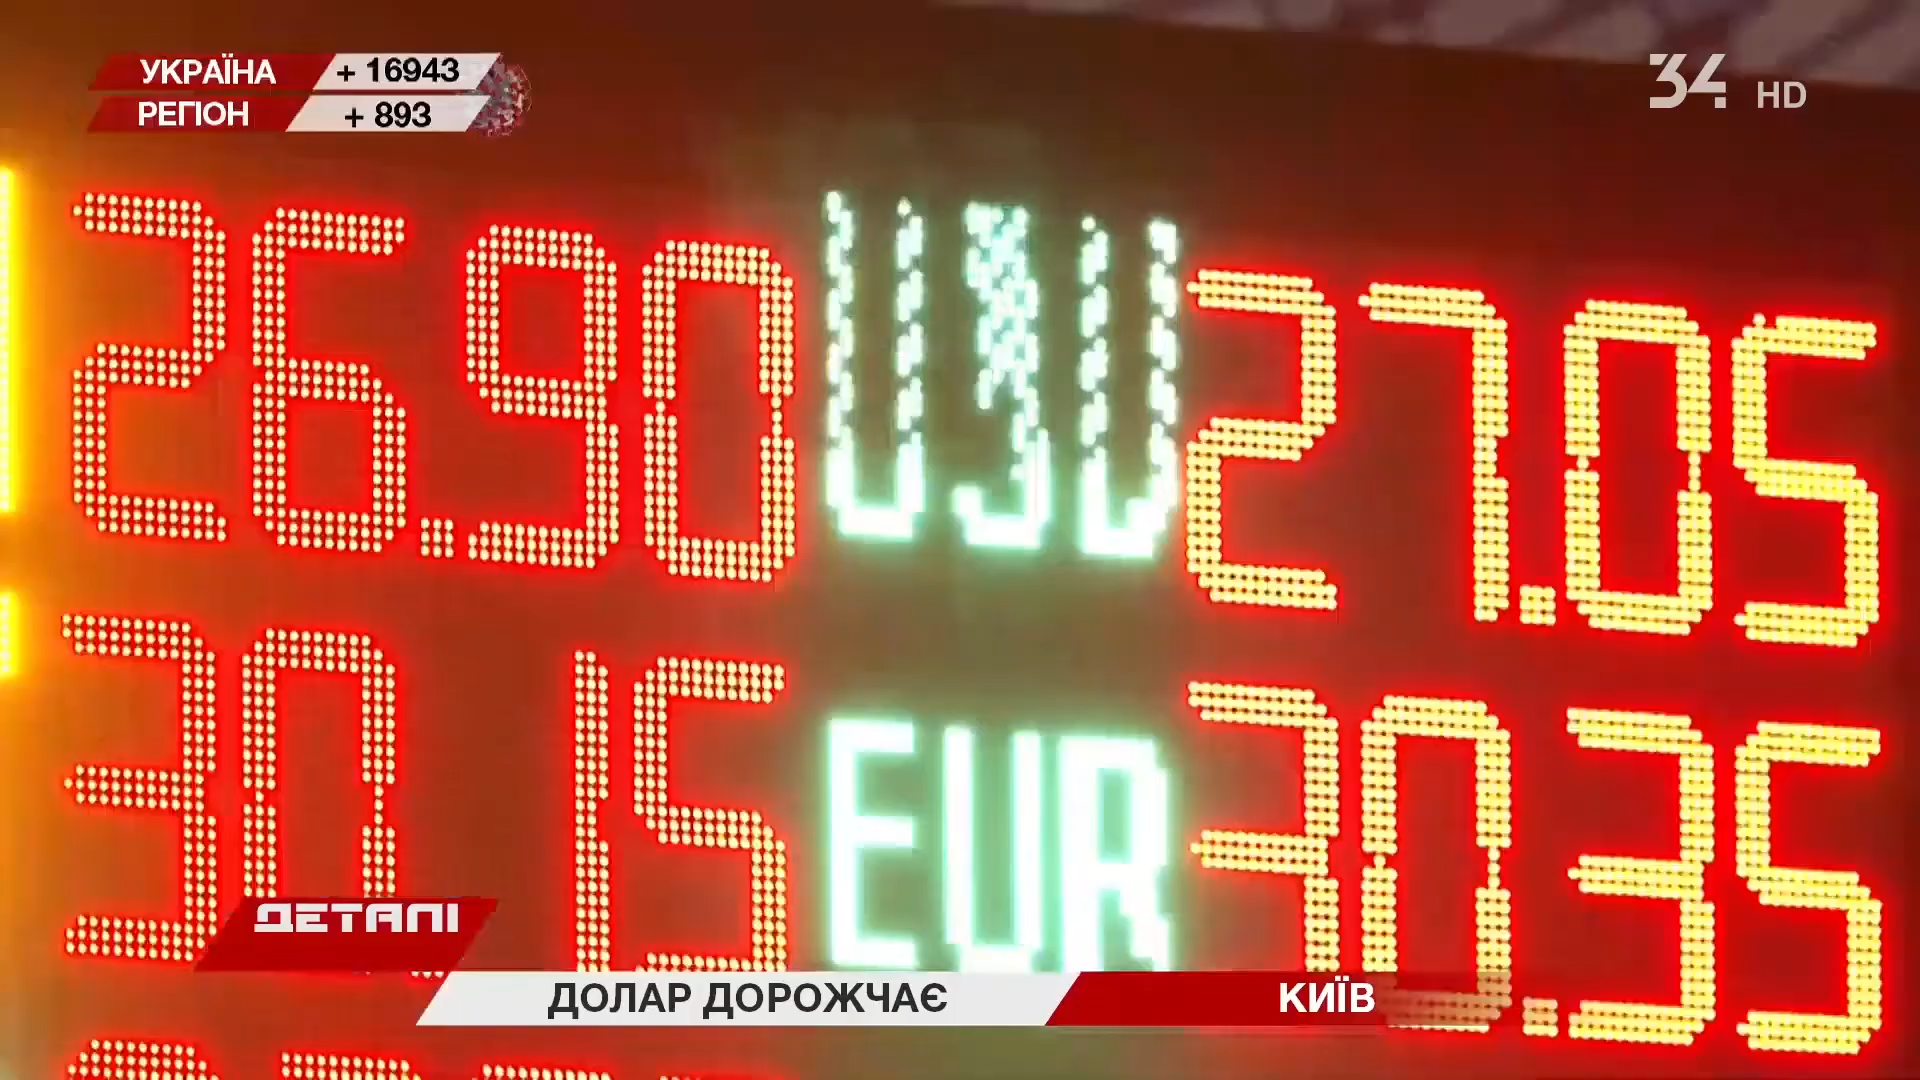 УКРАЇНА + 16943
РЕГІОН + 893
34 HD
26.90 USD 27.05
30.15 EUR 30.35
ДЕТАЛІ
ДОЛАР ДОРОЖЧАЄ КИЇВ